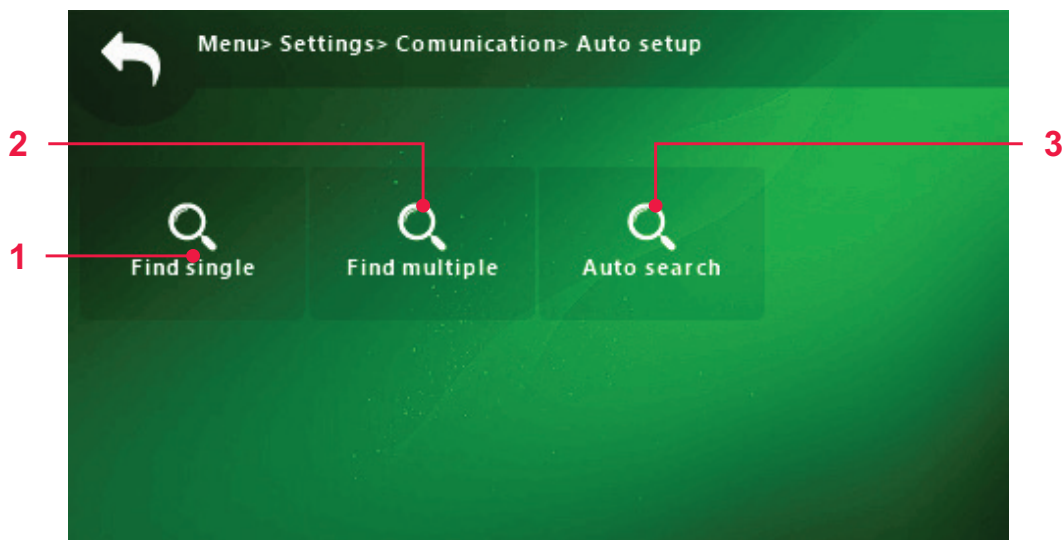 Menu> Settings> Comunication> Auto setup
2
3
1
Find single
Find multiple
Auto search